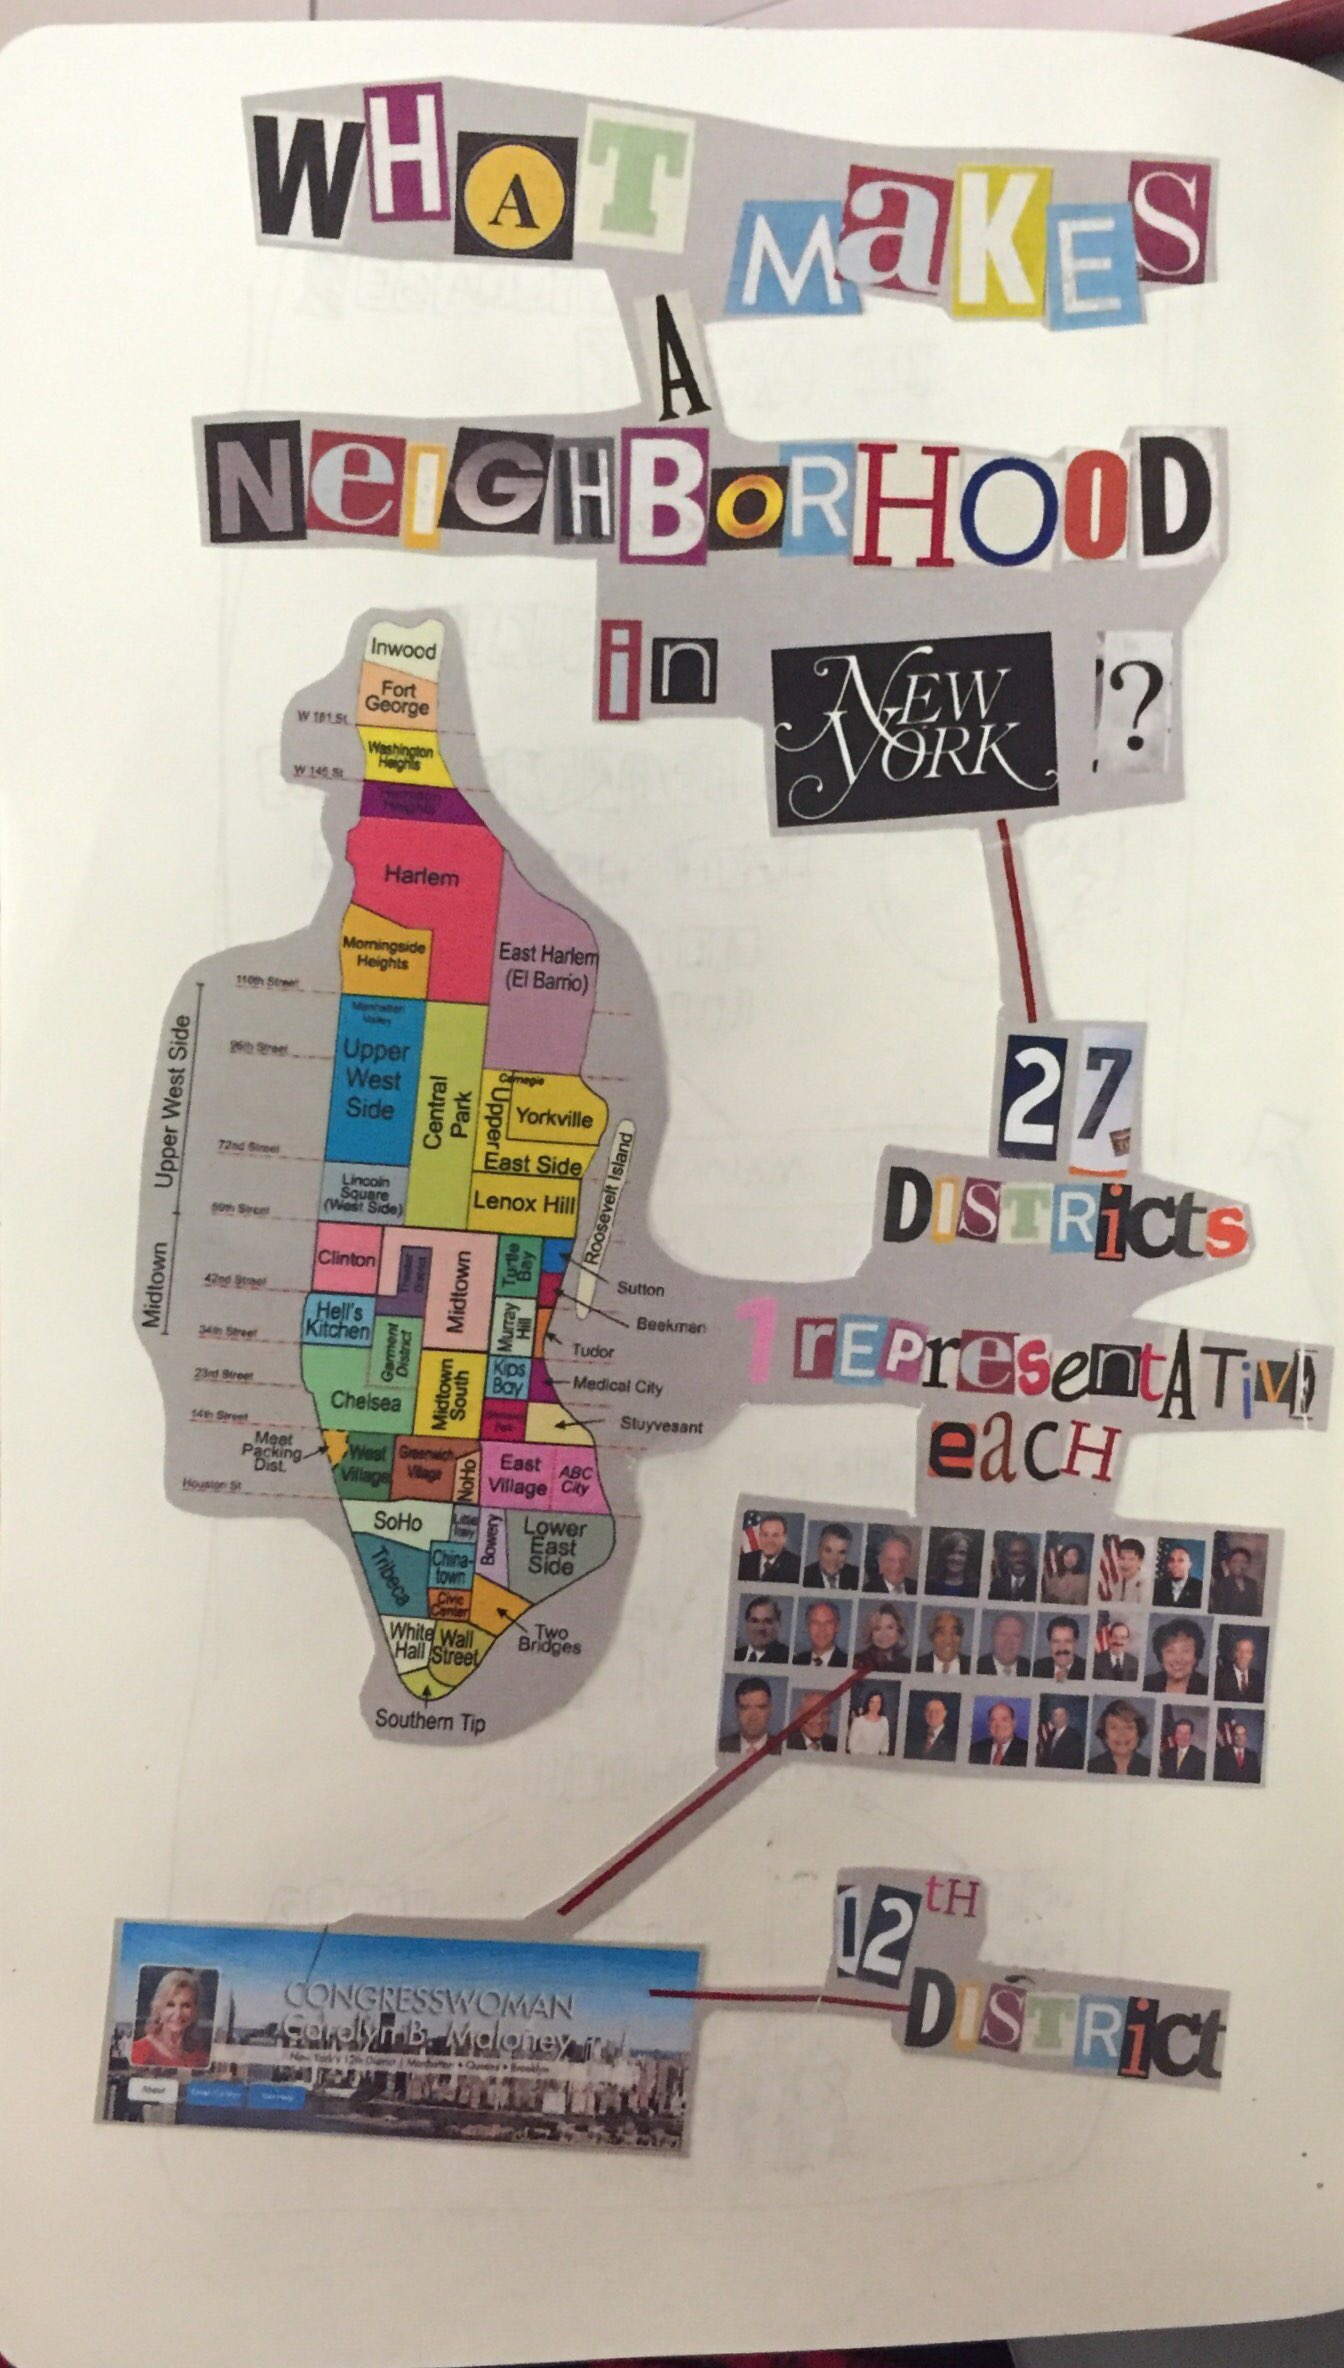 WHAT MaKES
A
NeIGHBoRHOOD
in NEW YORK ?
Inwood
Fort
George
W 181 St.
Washington
Heights
W 145 St
Hamilton
Heights
Harlem
Morningside
Heights
East Harlem
(El Barrio)
110th Street
Manhattan
Valley
96th Street
Upper
West
Side
Central
Park
Carnegie
Upper
East Side
Yorkville
72nd Street
Lincoln
Square
(West Side)
Lenox Hill
59th Street
Roosevelt Island
Upper West Side
Midtown
Clinton
Theater
District
Midtown
Turtle
Bay
Sutton
42nd Street
Hell's
Kitchen
Beekman
Murray
Hill
Tudor
34th Street
Garment
District
Kips
Bay
Medical City
23rd Street
Chelsea
Midtown
South
Stuyvesant
14th Street
Meat
Packing
Dist.
West
Village
Greenwich
Village
NoHo
East
Village
ABC
City
Houston St
SoHo
Little
Italy
Bowery
Lower
East
Side
Tribeca
China-
town
Civic
Center
Two
Bridges
White
Hall
Wall
Street
Southern Tip
27
DISTRicts
1 rEPresentATiv
eacH
CONGRESSWOMAN
Carolyn B. Maloney
New York's 12th District | Manhattan • Queens • Brooklyn
About
12tH
DISTRict